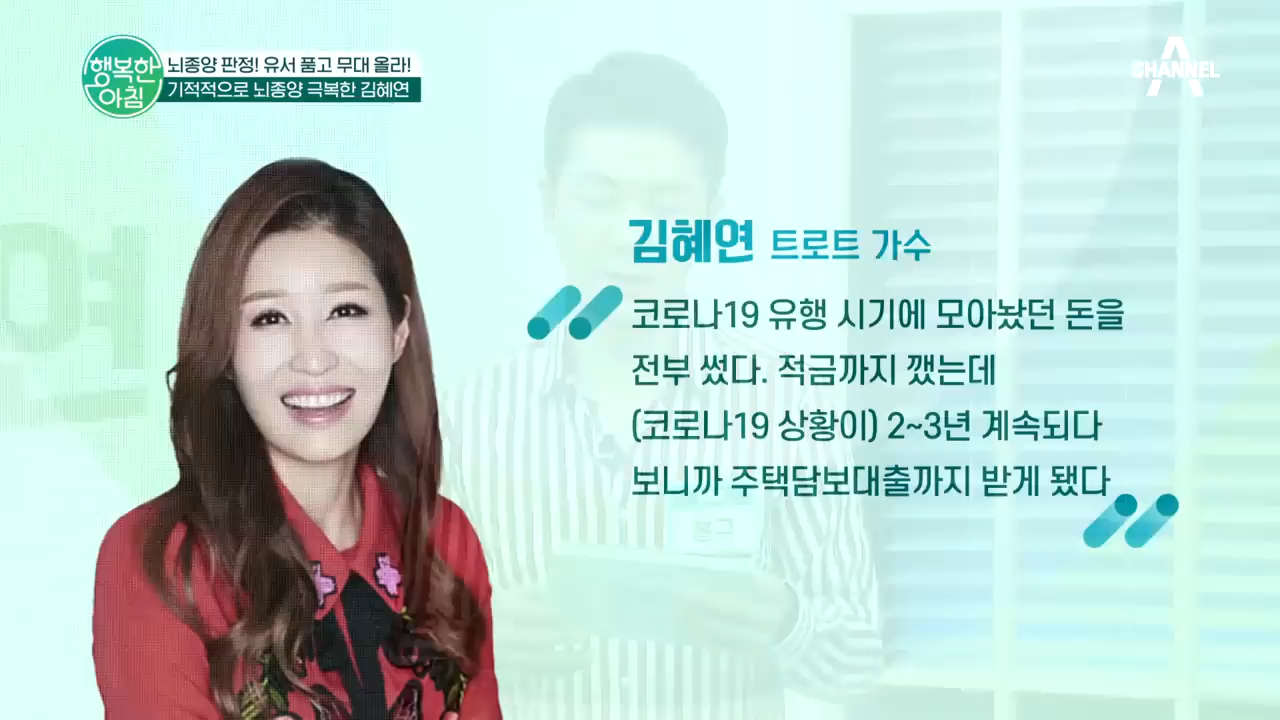 행복한
아침
뇌종양 판정! 유서 품고 무대 올라!
기적적으로 뇌종양 극복한 김혜연
CHANNEL A
김혜연 트로트 가수
코로나19 유행 시기에 모아놨던 돈을
전부 썼다. 적금까지 깼는데
(코로나19 상황이) 2~3년 계속되다
보니까 주택담보대출까지 받게 됐다